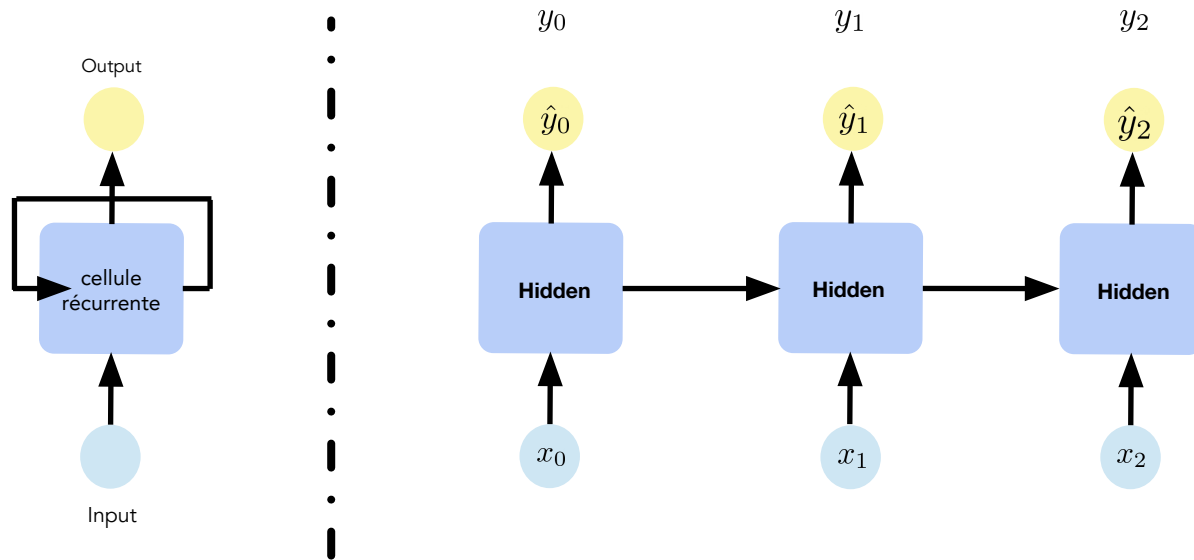 Output
cellule
récurrente
Input
y₀ y₁ y₂
ŷ₀ ŷ₁ ŷ₂
Hidden Hidden Hidden
x₀ x₁ x₂